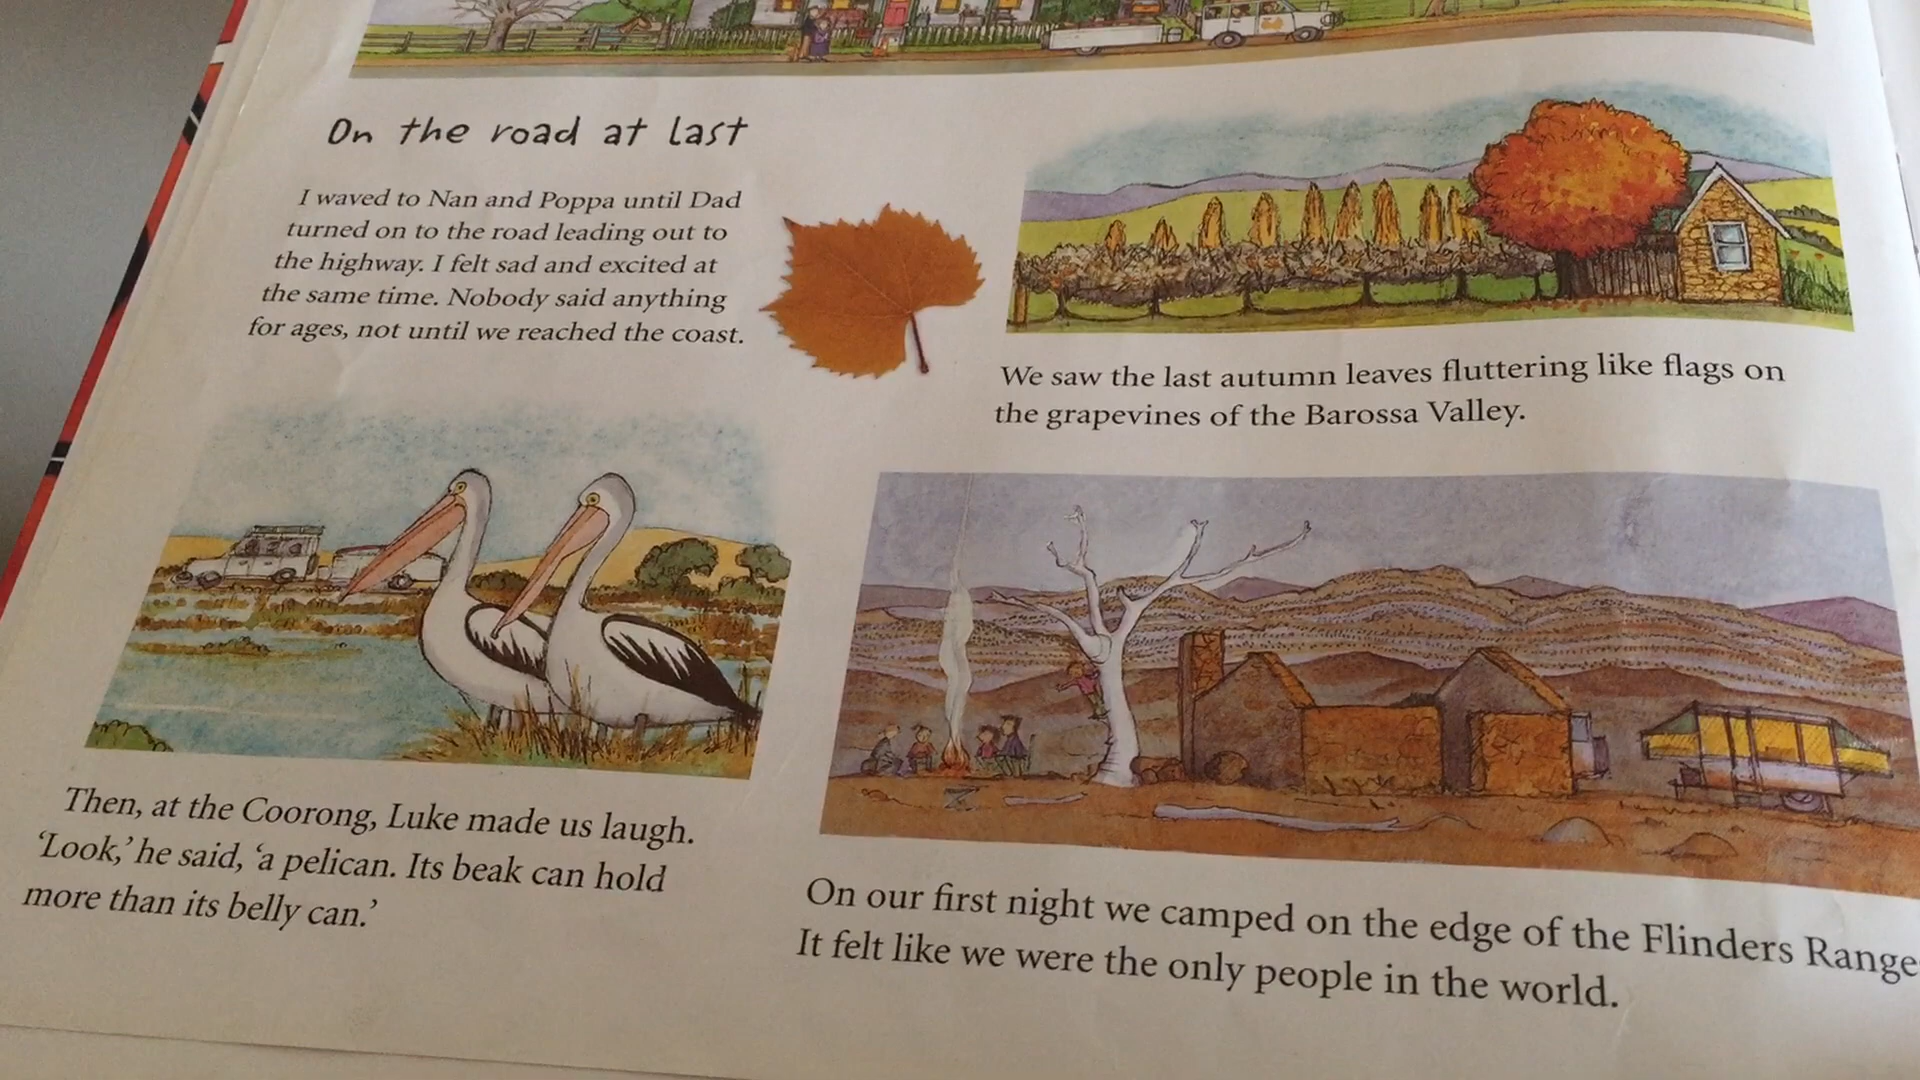 On the road at last
I waved to Nan and Poppa until Dad
turned on to the road leading out to
the highway. I felt sad and excited at
the same time. Nobody said anything
for ages, not until we reached the coast.
Then, at the Coorong, Luke made us laugh.
‘Look,’ he said, ‘a pelican. Its beak can hold
more than its belly can.’
We saw the last autumn leaves fluttering like flags on
the grapevines of the Barossa Valley.
On our first night we camped on the edge of the Flinders Range
It felt like we were the only people in the world.